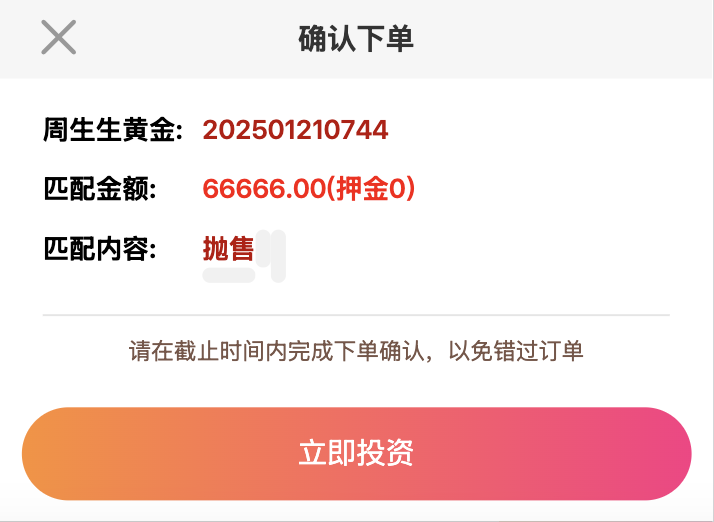 确认下单
周生生黄金: 202501210744
匹配金额: 66666.00(押金0)
匹配内容: 抛售
请在截止时间内完成下单确认，以免错过订单
立即投资